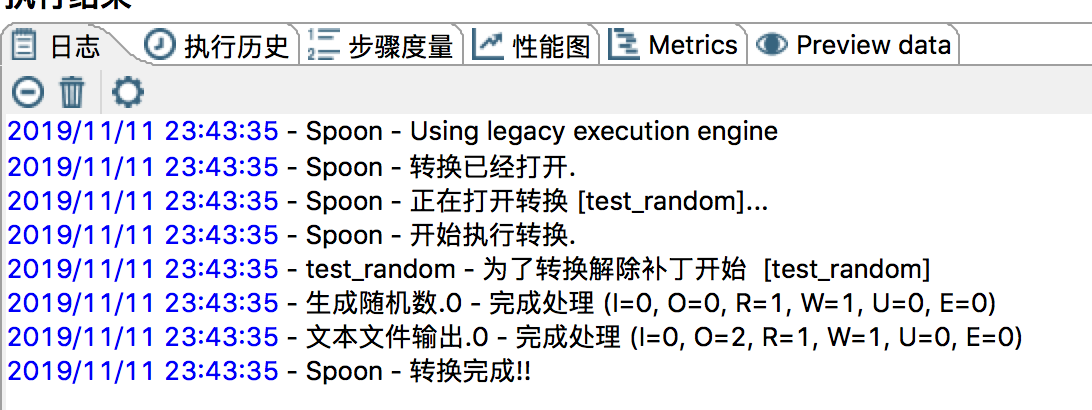 执行结果
日志 执行历史 步骤度量 性能图 Metrics Preview data
2019/11/11 23:43:35 - Spoon - Using legacy execution engine
2019/11/11 23:43:35 - Spoon - 转换已经打开.
2019/11/11 23:43:35 - Spoon - 正在打开转换 [test_random]...
2019/11/11 23:43:35 - Spoon - 开始执行转换.
2019/11/11 23:43:35 - test_random - 为了转换解除补丁开始  [test_random]
2019/11/11 23:43:35 - 生成随机数.0 - 完成处理 (I=0, O=0, R=1, W=1, U=0, E=0)
2019/11/11 23:43:35 - 文本文件输出.0 - 完成处理 (I=0, O=2, R=1, W=1, U=0, E=0)
2019/11/11 23:43:35 - Spoon - 转换完成!!